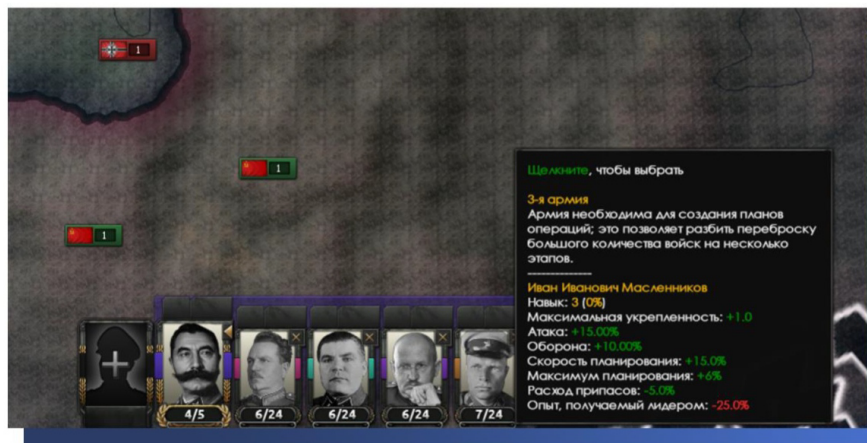 1
1
1
Щелкните, чтобы выбрать
3-я армия
Армия необходима для создания планов
операций; это позволяет разбить переброску
большого количества войск на несколько
этапов.
--------------
Иван Иванович Масленников
Навык: 3 (0%)
Максимальная укрепленность: +1.0
Атака: +15.00%
Оборона: +10.00%
Скорость планирования: +15.0%
Максимум планирования: +6%
Расход припасов: -5.0%
Опыт, получаемый лидером: -25.0%
4/5 6/24 6/24 6/24 7/24